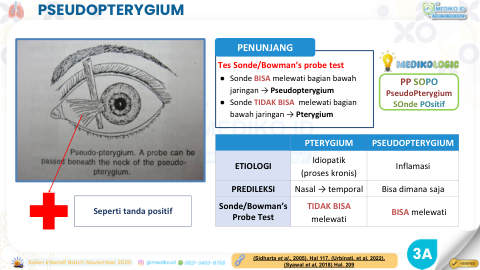 PSEUDOPTERYGIUM
MEDIKO.ID
PENUNJANG
Tes Sonde/Bowman's probe test
● Sonde BISA melewati bagian bawah
jaringan → Pseudopterygium
● Sonde TIDAK BISA melewati bagian
bawah jaringan → Pterygium
MEDIKOLOGIC
PP SOPO
PseudoPterygium
SOnde POsitif
Pseudo-pterygium. A probe can be
passed beneath the neck of the pseudo-
pterygium.
Seperti tanda positif
PTERYGIUM PSEUDOPTERYGIUM
ETIOLOGI Idiopatik
(proses kronis) Inflamasi
PREDILEKSI Nasal → temporal Bisa dimana saja
Sonde/Bowman's
Probe Test TIDAK BISA
melewati BISA melewati
(Sidharta et al., 2005). Hal 117. (Urbinati, et al. 2022).
(Syawal et al, 2018) Hal. 209
3A